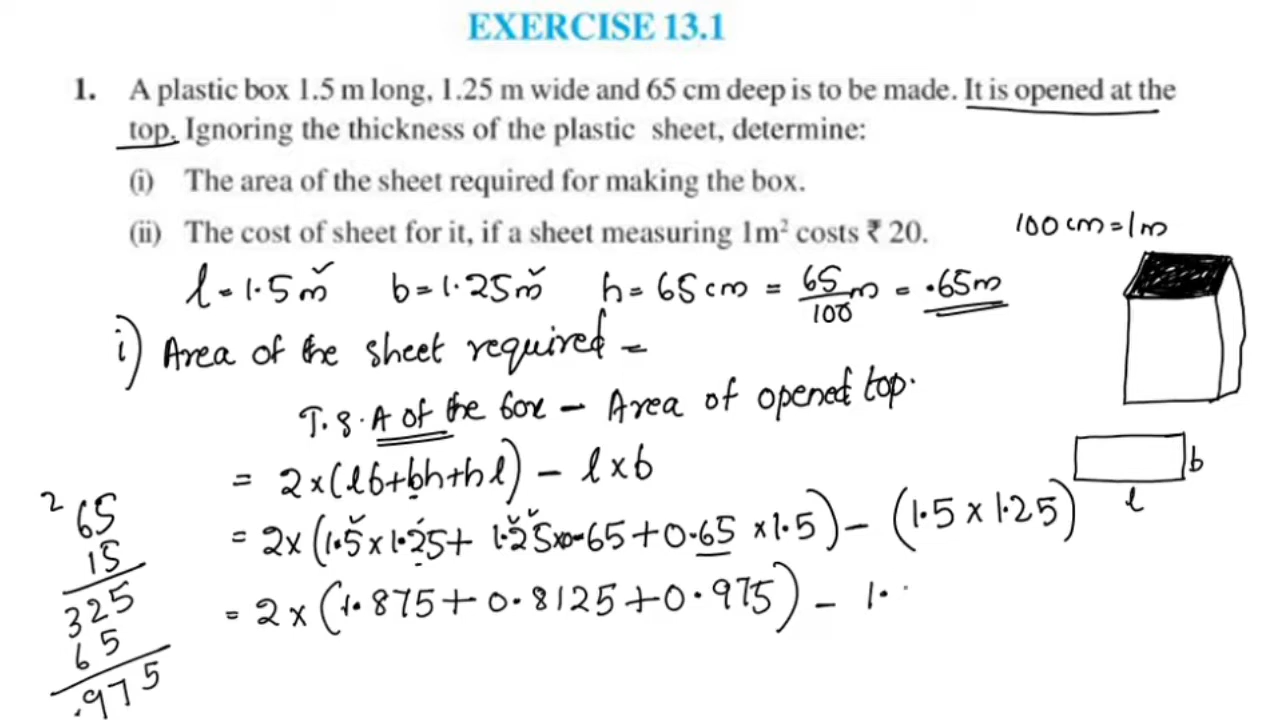 EXERCISE 13.1
1. A plastic box 1.5 m long, 1.25 m wide and 65 cm deep is to be made. It is opened at the
top. Ignoring the thickness of the plastic sheet, determine:
(i) The area of the sheet required for making the box.
(ii) The cost of sheet for it, if a sheet measuring 1m² costs ₹ 20.
100 cm = 1m
l = 1.5m b = 1.25m h = 65 cm = 65/100 m = .65m
i) Area of the sheet required =
T.S.A of the box - Area of opened top.
= 2×(lb+bh+hl) - l×b
b
l
= 2×(1.5×1.25+ 1.25×0.65+0.65×1.5) - (1.5×1.25)
= 2×(1.875+0.8125+0.975) - 1.
2
65
15
325
65
.975